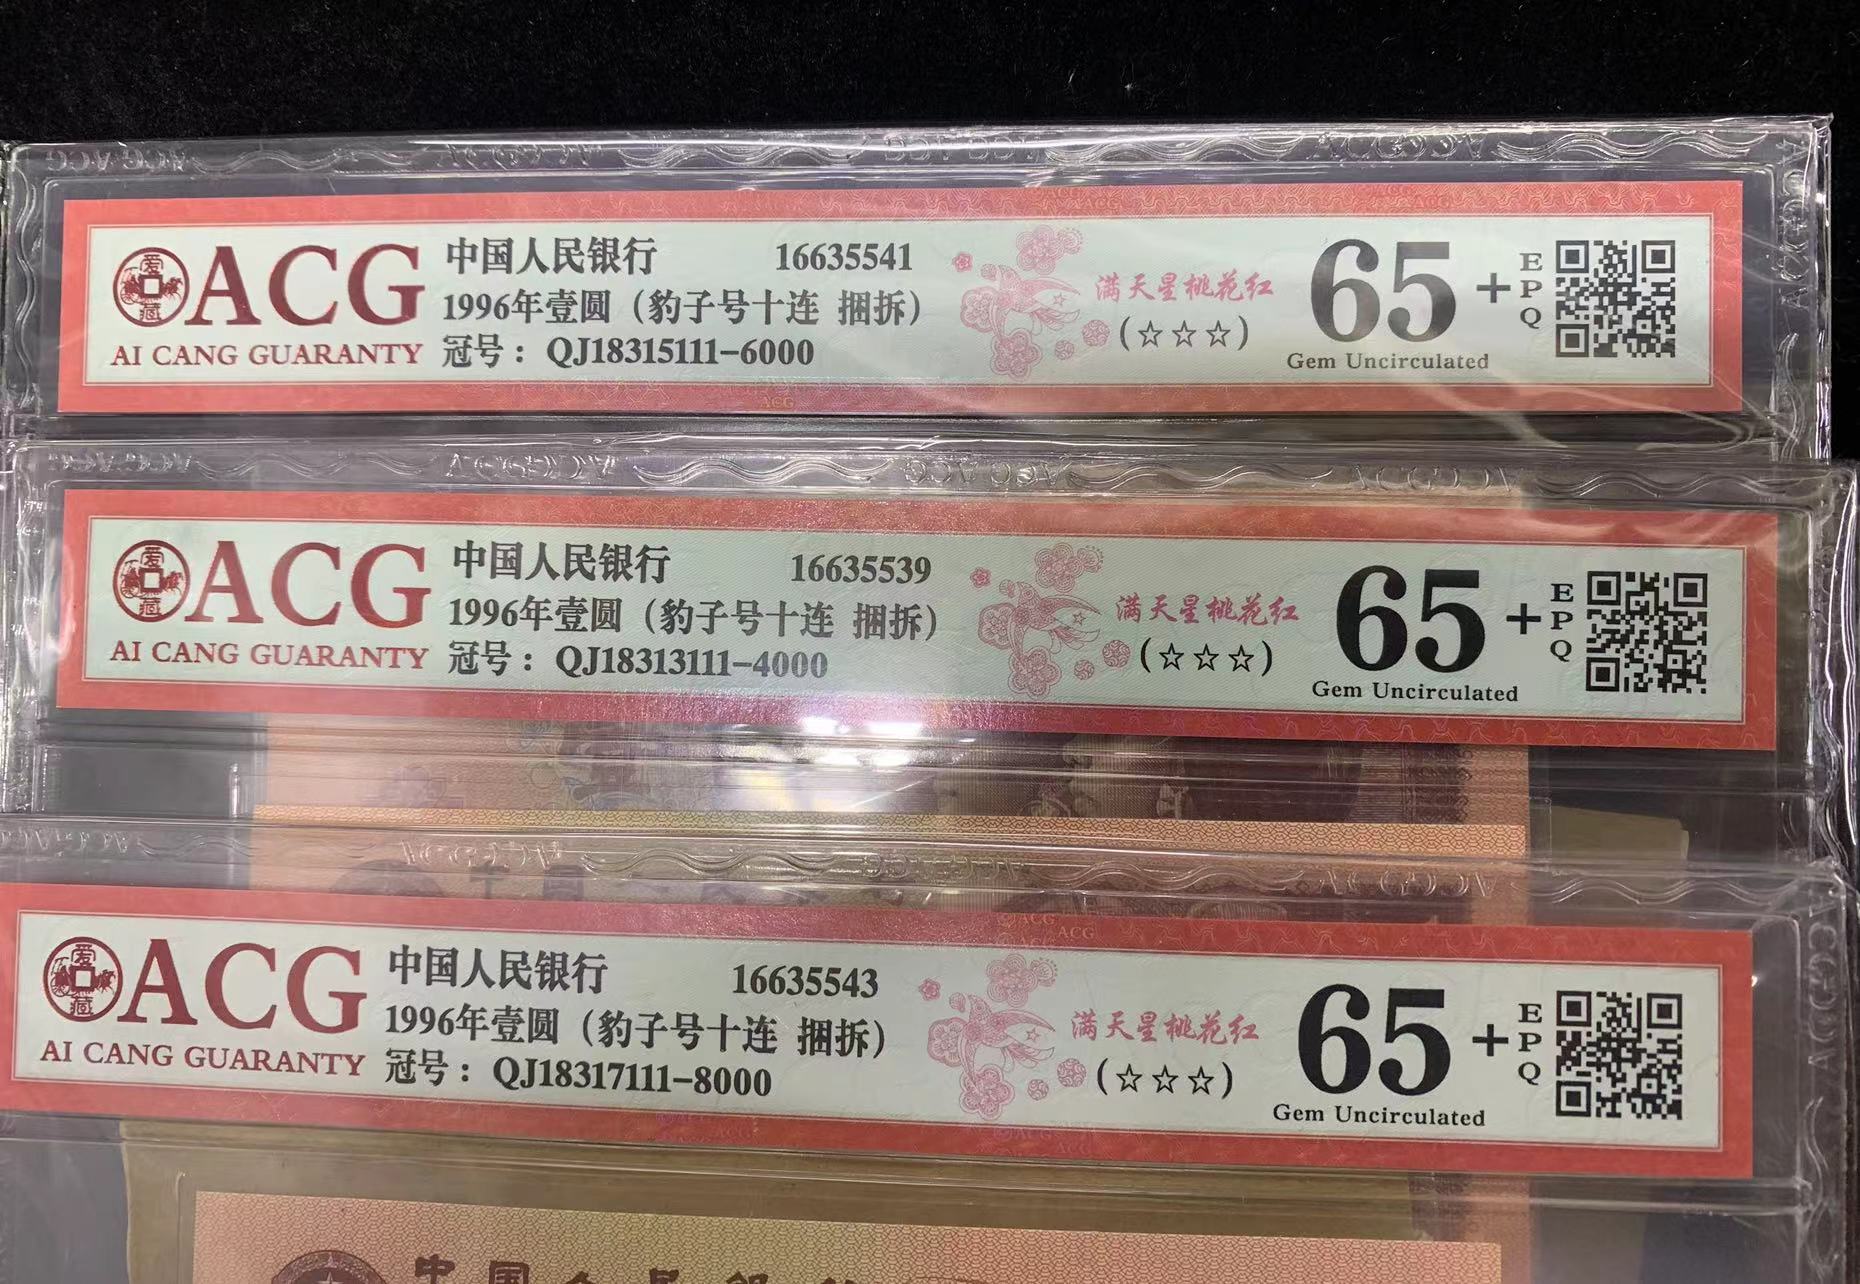 ACG
AI CANG GUARANTY
中国人民银行 16635541
1996年壹圆（豹子号十连 捆拆）
冠号：QJ18315111-6000
满天星桃花红
(☆☆☆)
65+
EPQ
Gem Uncirculated
ACG
AI CANG GUARANTY
中国人民银行 16635539
1996年壹圆（豹子号十连 捆拆）
冠号：QJ18313111-4000
满天星桃花红
(☆☆☆)
65+
EPQ
Gem Uncirculated
ACG
AI CANG GUARANTY
中国人民银行 16635543
1996年壹圆（豹子号十连 捆拆）
冠号：QJ18317111-8000
满天星桃花红
(☆☆☆)
65+
EPQ
Gem Uncirculated